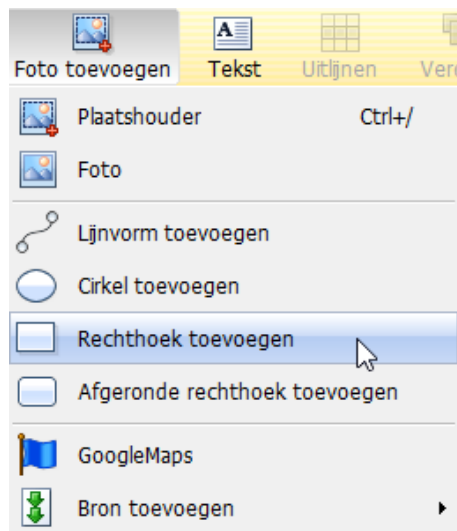 Foto toevoegen Tekst Uitlijnen
Plaatshouder Ctrl+/
Foto
Lijnvorm toevoegen
Cirkel toevoegen
Rechthoek toevoegen
Afgeronde rechthoek toevoegen
GoogleMaps
Bron toevoegen